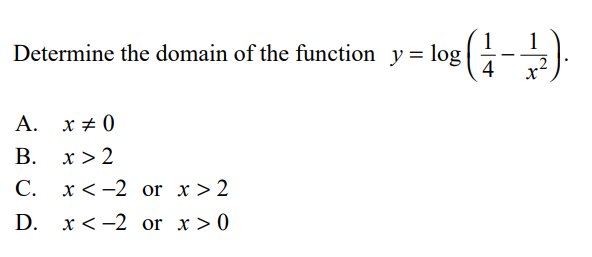 Determine the domain of the function y = log(1/4 − 1/x²).
A. x ≠ 0
B. x > 2
C. x < −2 or x > 2
D. x < −2 or x > 0